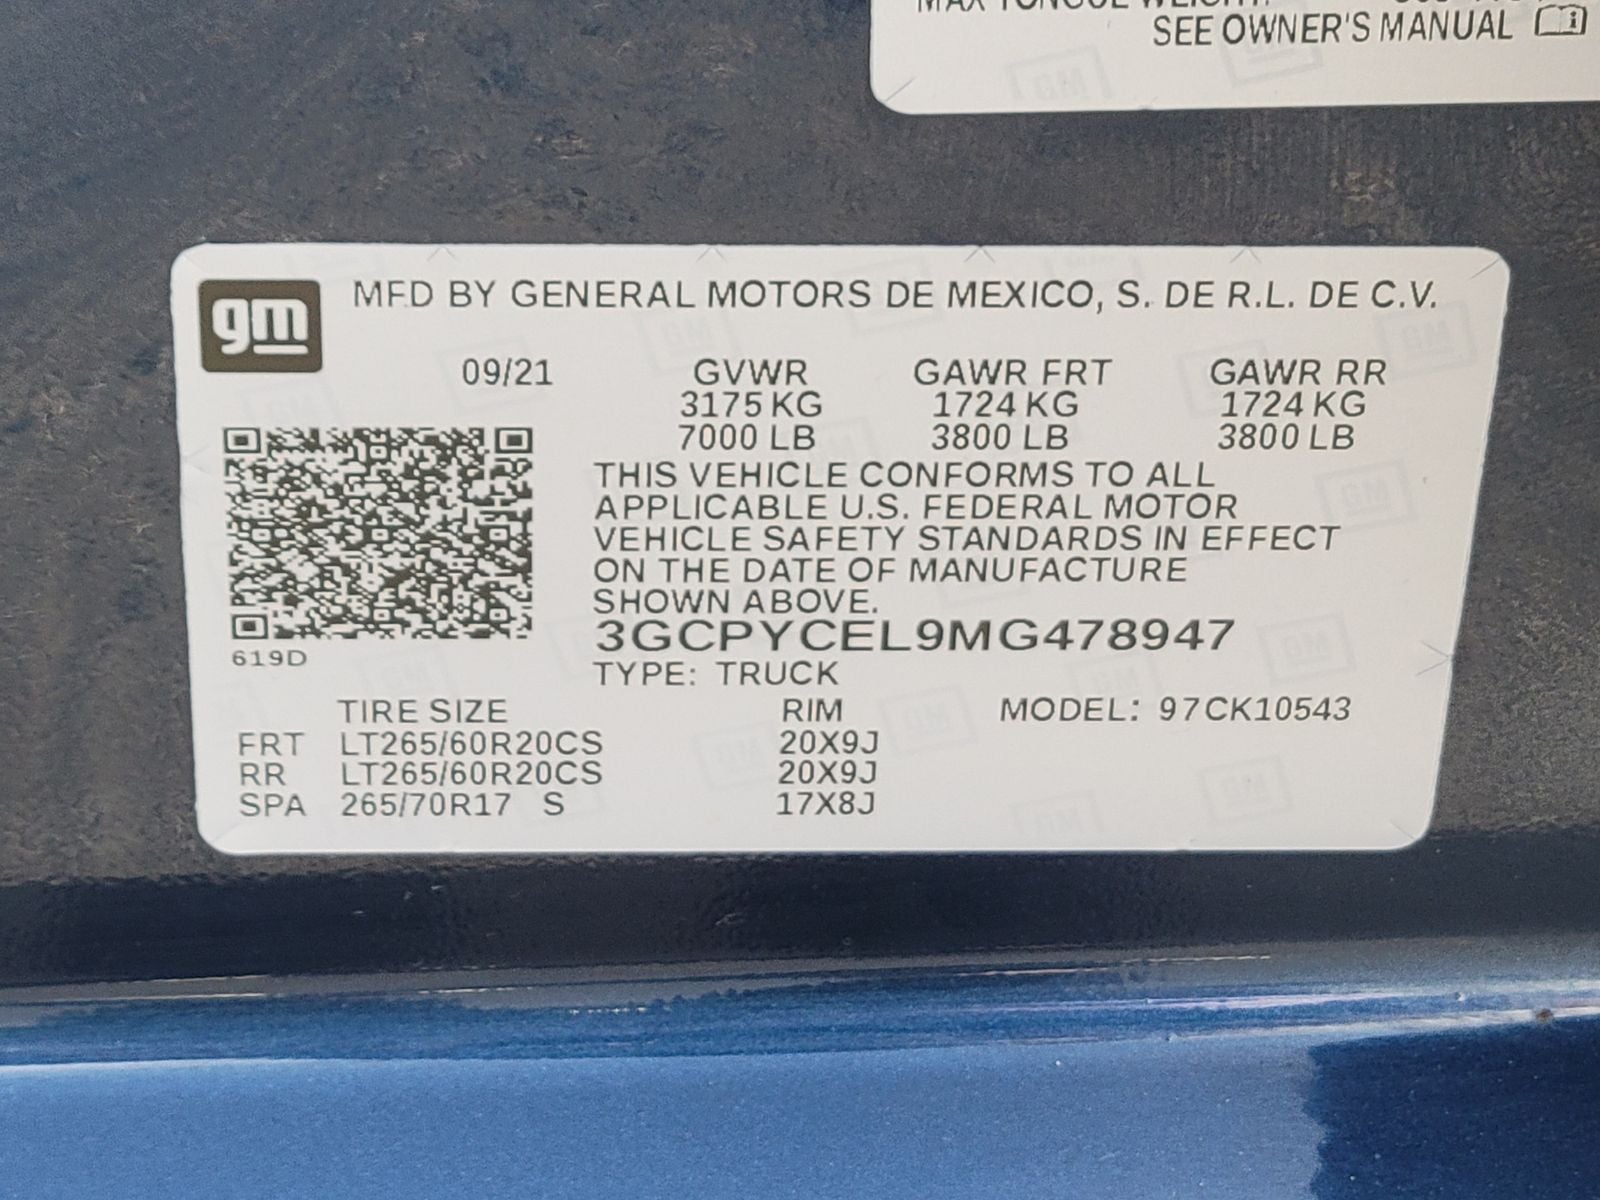 MAX TONGUE WEIGHT:
SEE OWNER'S MANUAL
gm
MFD BY GENERAL MOTORS DE MEXICO, S. DE R.L. DE C.V.
09/21 GVWR GAWR FRT GAWR RR
3175 KG 1724 KG 1724 KG
7000 LB 3800 LB 3800 LB
THIS VEHICLE CONFORMS TO ALL
APPLICABLE U.S. FEDERAL MOTOR
VEHICLE SAFETY STANDARDS IN EFFECT
ON THE DATE OF MANUFACTURE
SHOWN ABOVE.
3GCPYCEL9MG478947
619D
TYPE: TRUCK
TIRE SIZE RIM MODEL: 97CK10543
FRT LT265/60R20CS 20X9J
RR LT265/60R20CS 20X9J
SPA 265/70R17 S 17X8J